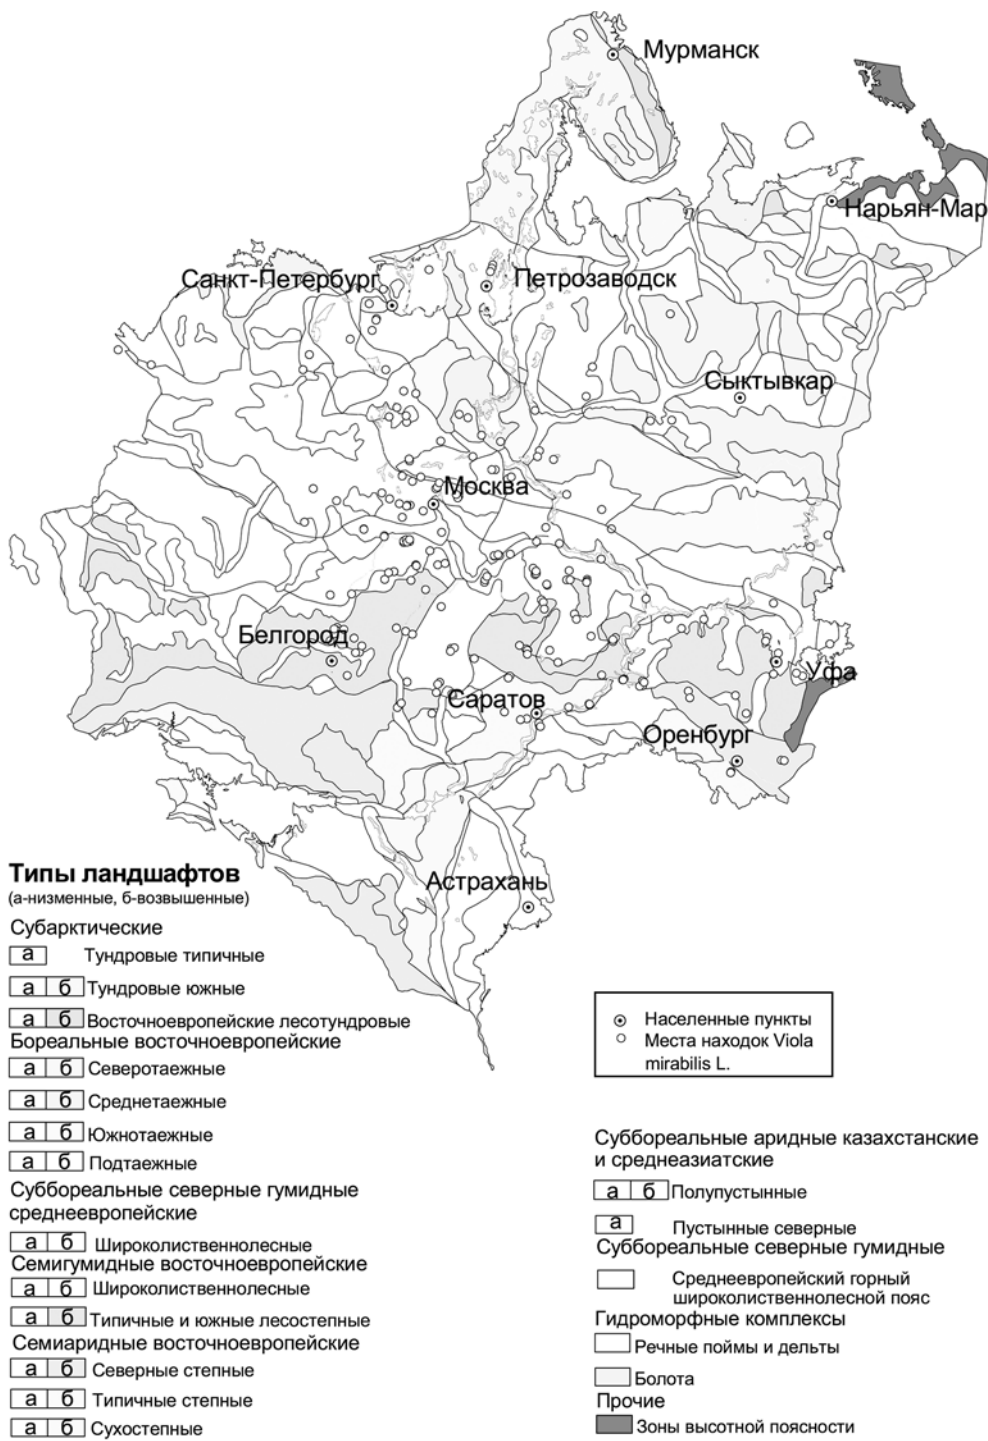 Мурманск
Нарьян-Мар
Санкт-Петербург
Петрозаводск
Сыктывкар
Москва
Белгород
Саратов
Уфа
Оренбург
Астрахань
Типы ландшафтов
(а-низменные, б-возвышенные)
Субарктические
а Тундровые типичные
а б Тундровые южные
а б Восточноевропейские лесотундровые
Бореальные восточноевропейские
а б Северотаежные
а б Среднетаежные
а б Южнотаежные
а б Подтаежные
Суббореальные северные гумидные
среднеевропейские
а б Широколиственнолесные
Семигумидные восточноевропейские
а б Широколиственнолесные
а б Типичные и южные лесостепные
Семиаридные восточноевропейские
а б Северные степные
а б Типичные степные
а б Сухостепные
Населенные пункты
Места находок Viola
mirabilis L.
Суббореальные аридные казахстанские
и среднеазиатские
а б Полупустынные
а Пустынные северные
Суббореальные северные гумидные
Среднеевропейский горный
широколиственнолесной пояс
Гидроморфные комплексы
Речные поймы и дельты
Болота
Прочие
Зоны высотной поясности